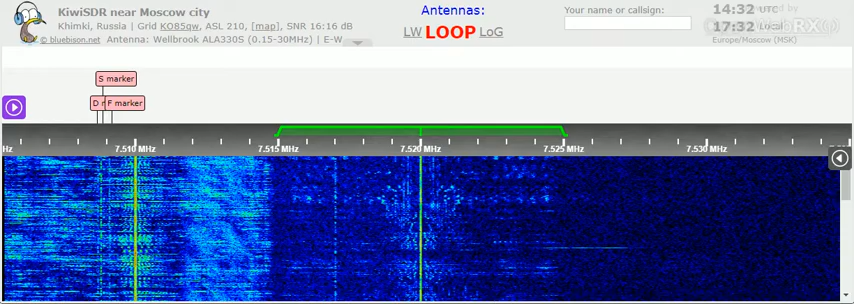 KiwiSDR near Moscow city
Khimki, Russia | Grid KO85qw, ASL 210, [map], SNR 16:16 dB
© bluebison.net Antenna: Wellbrook ALA330S (0.15-30MHz) | E-W
Antennas:
LW LOOP LoG
Your name or callsign:
14:32 UTC
17:32 Local
Europe/Moscow (MSK)
S marker
D
F marker
Hz
7.510 MHz
7.515 MHz
7.520 MHz
7.525 MHz
7.530 MHz